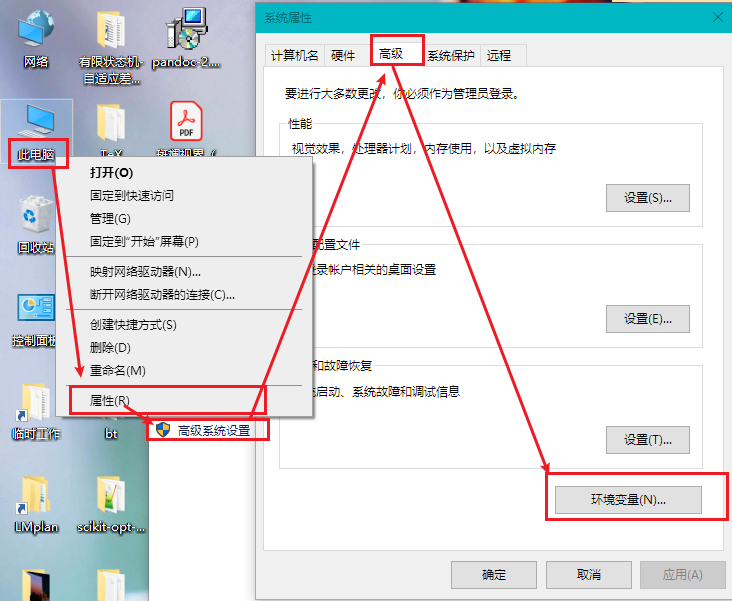 网络
有限状态机-
自适应差...
pandoc-2....
此电脑
TeX
PDF
回收站
控制面板
临时工作
bt
LMplan
scikit-opt-...
打开(O)
固定到快速访问
管理(G)
固定到"开始"屏幕(P)
映射网络驱动器(N)...
断开网络驱动器的连接(C)...
创建快捷方式(S)
删除(D)
重命名(M)
属性(R)
高级系统设置
系统属性
计算机名
硬件
高级
系统保护
远程
要进行大多数更改，你必须作为管理员登录。
性能
视觉效果，处理器计划，内存使用，以及虚拟内存
设置(S)...
配置文件
登录帐户相关的桌面设置
设置(E)...
和故障恢复
启动、系统故障和调试信息
设置(T)...
环境变量(N)...
确定
取消
应用(A)